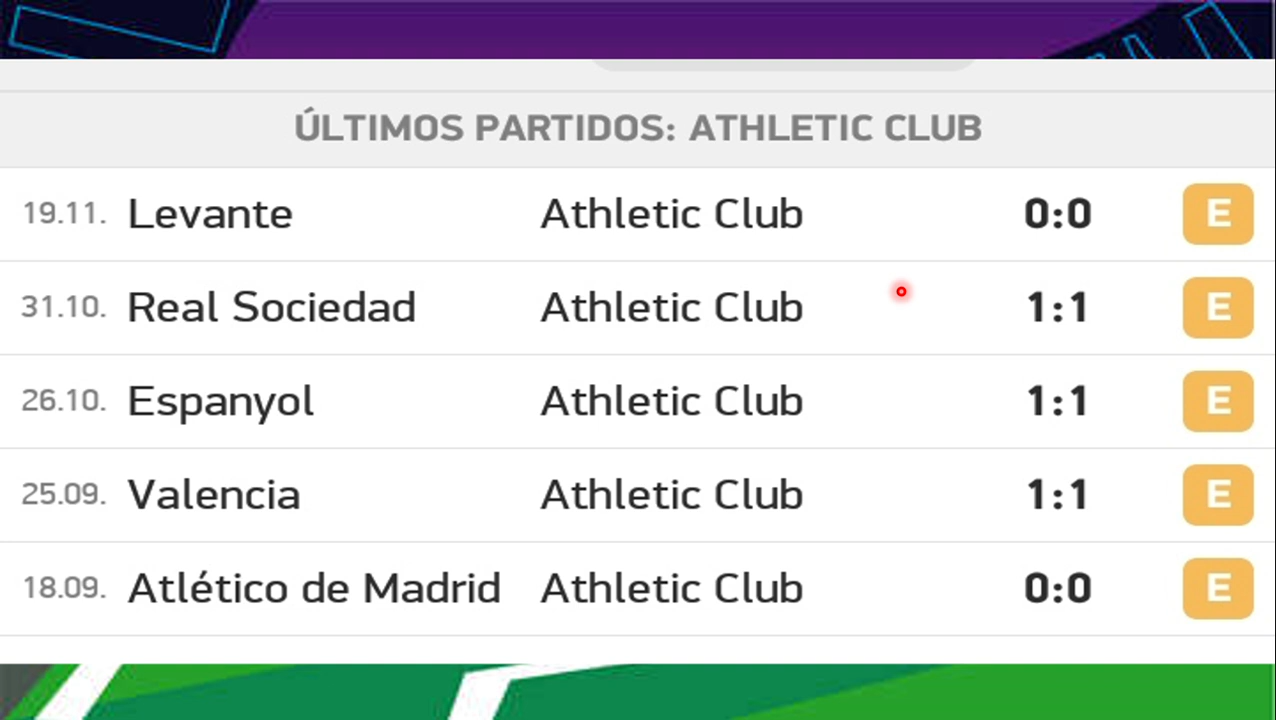 ÚLTIMOS PARTIDOS: ATHLETIC CLUB
19.11. Levante Athletic Club 0:0 E
31.10. Real Sociedad Athletic Club 1:1 E
26.10. Espanyol Athletic Club 1:1 E
25.09. Valencia Athletic Club 1:1 E
18.09. Atlético de Madrid Athletic Club 0:0 E